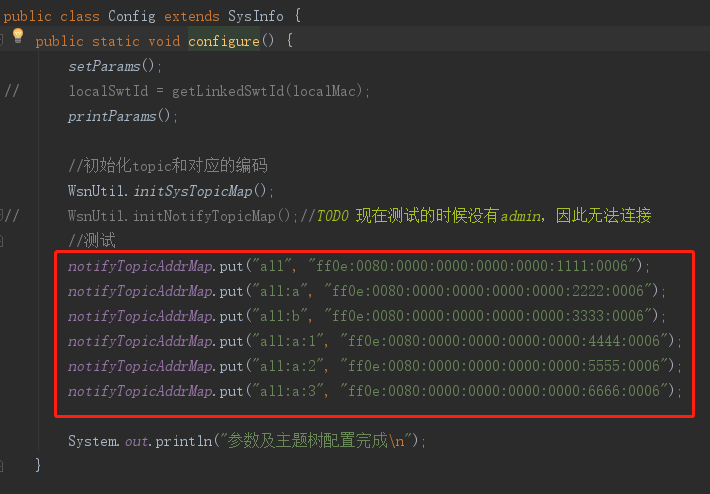 public class Config extends SysInfo {
public static void configure() {
setParams();
// localSwtId = getLinkedSwtId(localMac);
printParams();
//初始化topic和对应的编码
WsnUtil.initSysTopicMap();
// WsnUtil.initNotifyTopicMap();//TODO 现在测试的时候没有admin，因此无法连接
//测试
notifyTopicAddrMap.put("all", "ff0e:0080:0000:0000:0000:0000:1111:0006");
notifyTopicAddrMap.put("all:a", "ff0e:0080:0000:0000:0000:0000:2222:0006");
notifyTopicAddrMap.put("all:b", "ff0e:0080:0000:0000:0000:0000:3333:0006");
notifyTopicAddrMap.put("all:a:1", "ff0e:0080:0000:0000:0000:0000:4444:0006");
notifyTopicAddrMap.put("all:a:2", "ff0e:0080:0000:0000:0000:0000:5555:0006");
notifyTopicAddrMap.put("all:a:3", "ff0e:0080:0000:0000:0000:0000:6666:0006");
System.out.println("参数及主题树配置完成\n");
}